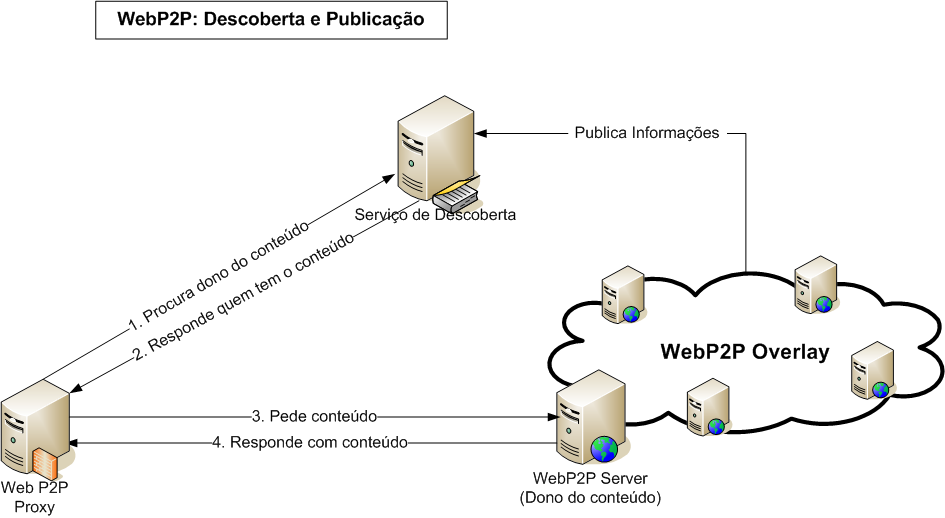 WebP2P: Descoberta e Publicação
Publica Informações
Serviço de Descoberta
1. Procura dono do conteúdo
2. Responde quem tem o conteúdo
WebP2P Overlay
3. Pede conteúdo
4. Responde com conteúdo
Web P2P
Proxy
WebP2P Server
(Dono do conteúdo)